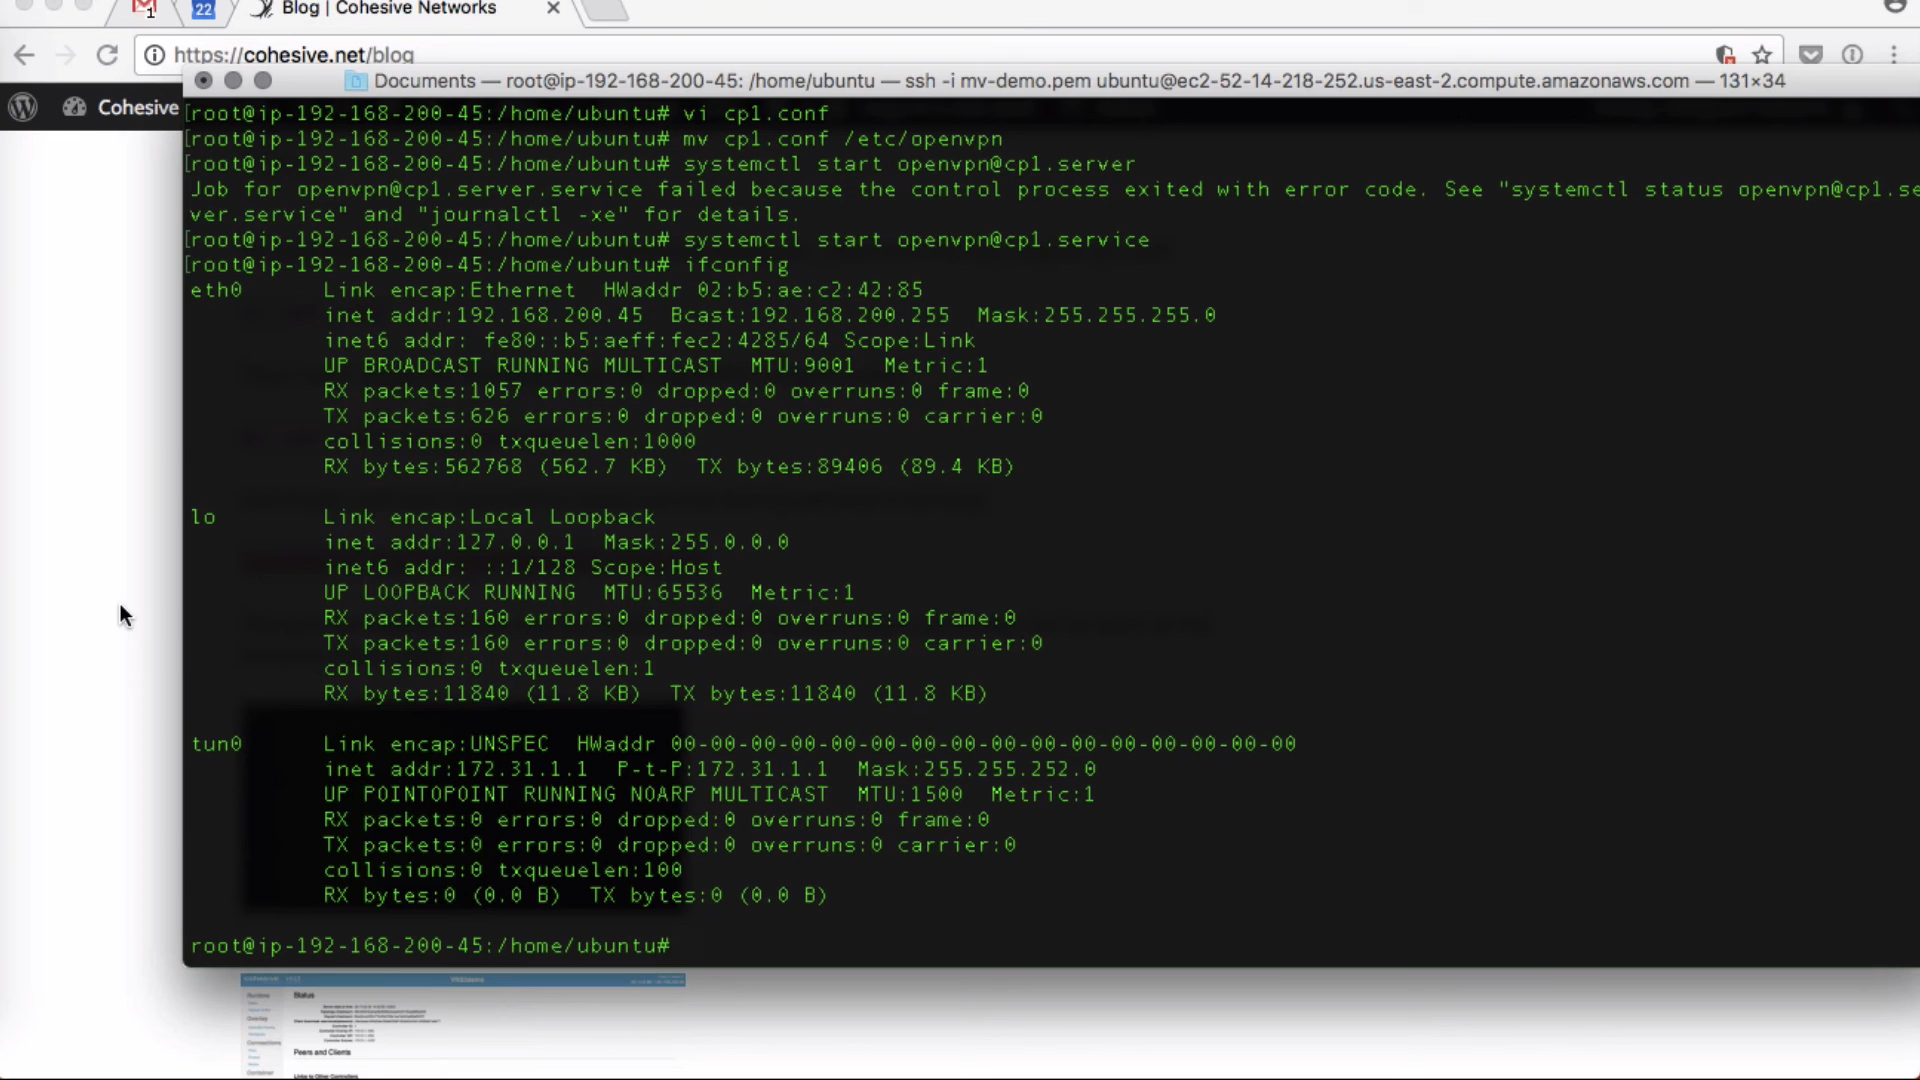 1
22
Blog | Cohesive Networks
https://cohesive.net/blog
Documents — root@ip-192-168-200-45: /home/ubuntu — ssh -i mv-demo.pem ubuntu@ec2-52-14-218-252.us-east-2.compute.amazonaws.com — 131×34
Cohesive
[root@ip-192-168-200-45:/home/ubuntu# vi cp1.conf
[root@ip-192-168-200-45:/home/ubuntu# mv cp1.conf /etc/openvpn
[root@ip-192-168-200-45:/home/ubuntu# systemctl start openvpn@cp1.server
Job for openvpn@cp1.server.service failed because the control process exited with error code. See "systemctl status openvpn@cp1.se
ver.service" and "journalctl -xe" for details.
[root@ip-192-168-200-45:/home/ubuntu# systemctl start openvpn@cp1.service
[root@ip-192-168-200-45:/home/ubuntu# ifconfig
eth0 Link encap:Ethernet HWaddr 02:b5:ae:c2:42:85
inet addr:192.168.200.45 Bcast:192.168.200.255 Mask:255.255.255.0
inet6 addr: fe80::b5:aeff:fec2:4285/64 Scope:Link
UP BROADCAST RUNNING MULTICAST MTU:9001 Metric:1
RX packets:1057 errors:0 dropped:0 overruns:0 frame:0
TX packets:626 errors:0 dropped:0 overruns:0 carrier:0
collisions:0 txqueuelen:1000
RX bytes:562768 (562.7 KB) TX bytes:89406 (89.4 KB)
lo Link encap:Local Loopback
inet addr:127.0.0.1 Mask:255.0.0.0
inet6 addr: ::1/128 Scope:Host
UP LOOPBACK RUNNING MTU:65536 Metric:1
RX packets:160 errors:0 dropped:0 overruns:0 frame:0
TX packets:160 errors:0 dropped:0 overruns:0 carrier:0
collisions:0 txqueuelen:1
RX bytes:11840 (11.8 KB) TX bytes:11840 (11.8 KB)
tun0 Link encap:UNSPEC HWaddr 00-00-00-00-00-00-00-00-00-00-00-00-00-00-00-00
inet addr:172.31.1.1 P-t-P:172.31.1.1 Mask:255.255.252.0
UP POINTOPOINT RUNNING NOARP MULTICAST MTU:1500 Metric:1
RX packets:0 errors:0 dropped:0 overruns:0 frame:0
TX packets:0 errors:0 dropped:0 overruns:0 carrier:0
collisions:0 txqueuelen:100
RX bytes:0 (0.0 B) TX bytes:0 (0.0 B)
root@ip-192-168-200-45:/home/ubuntu#
Status
Overlay
Connections
Peers and Clients
Container
Links to Other Controllers